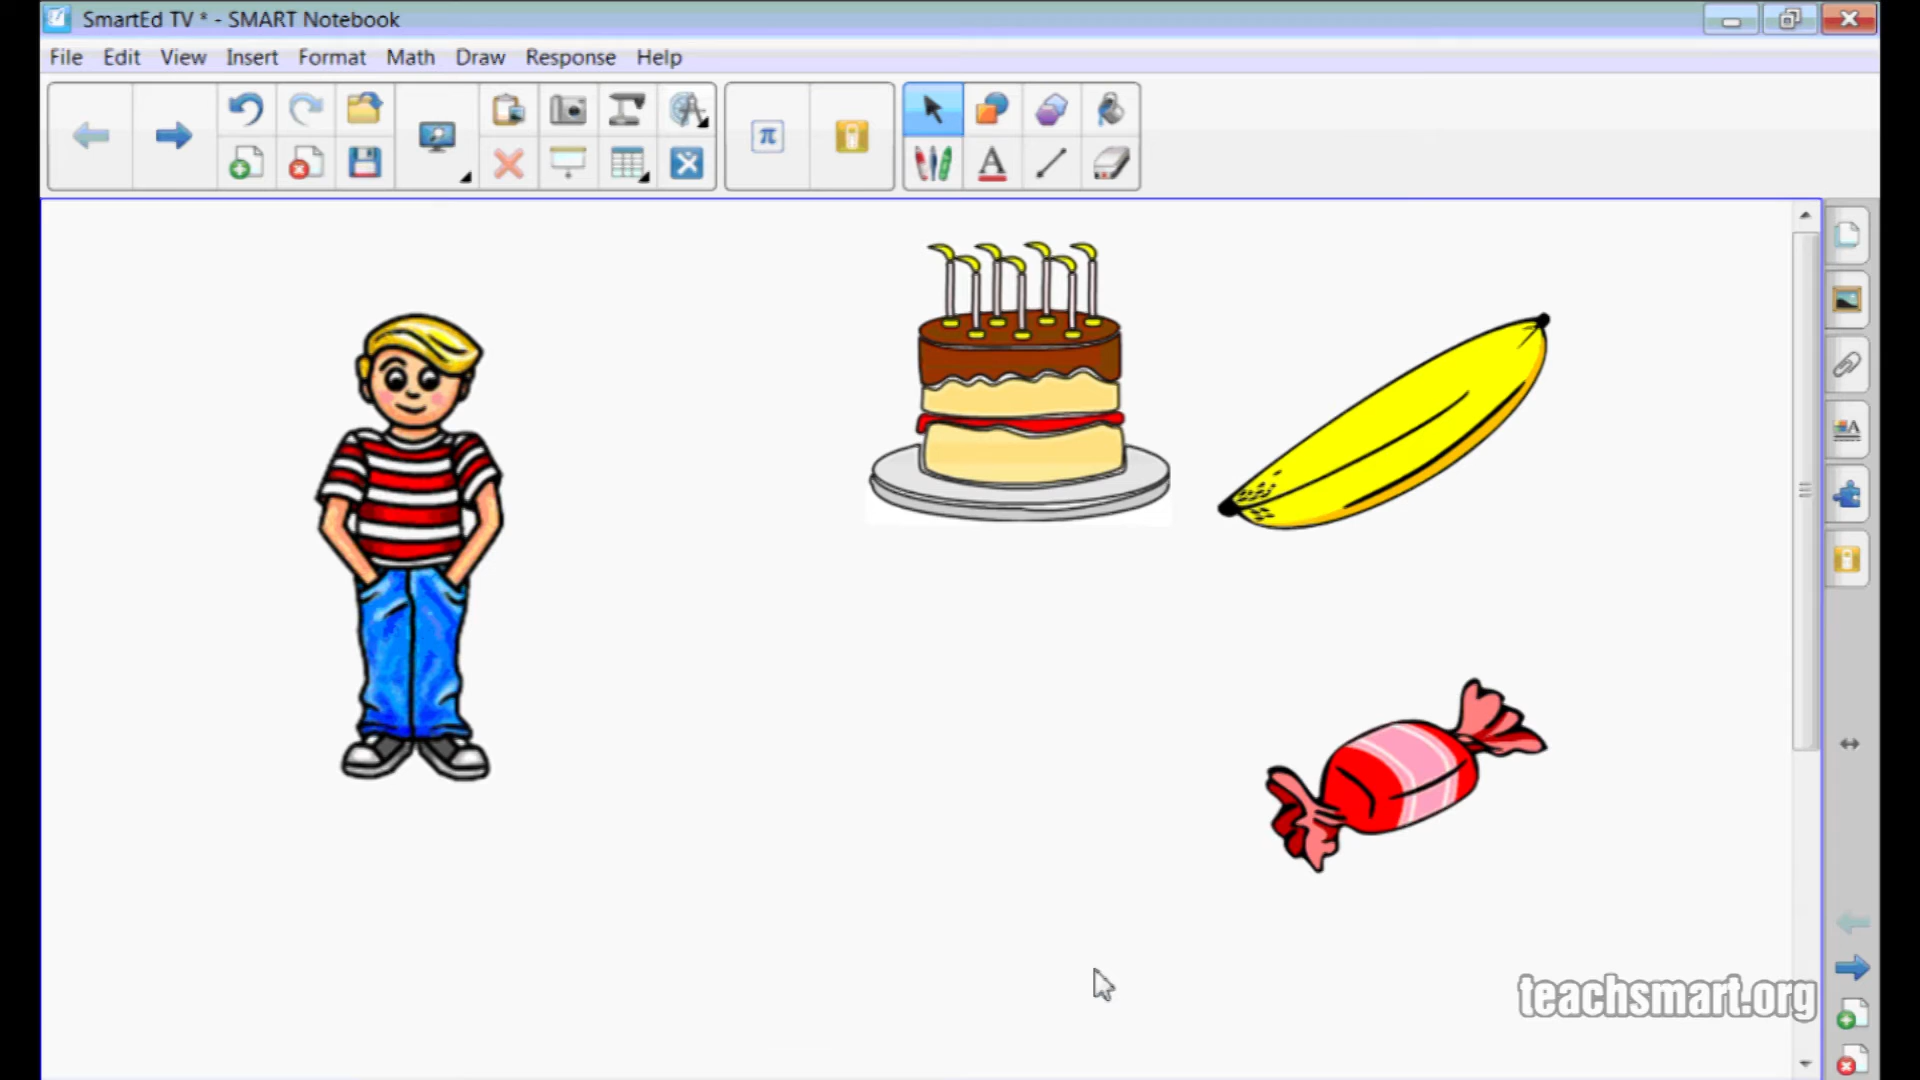 SmartEd TV * - SMART Notebook
File Edit View Insert Format Math Draw Response Help
π
A
A
teachsmart.org